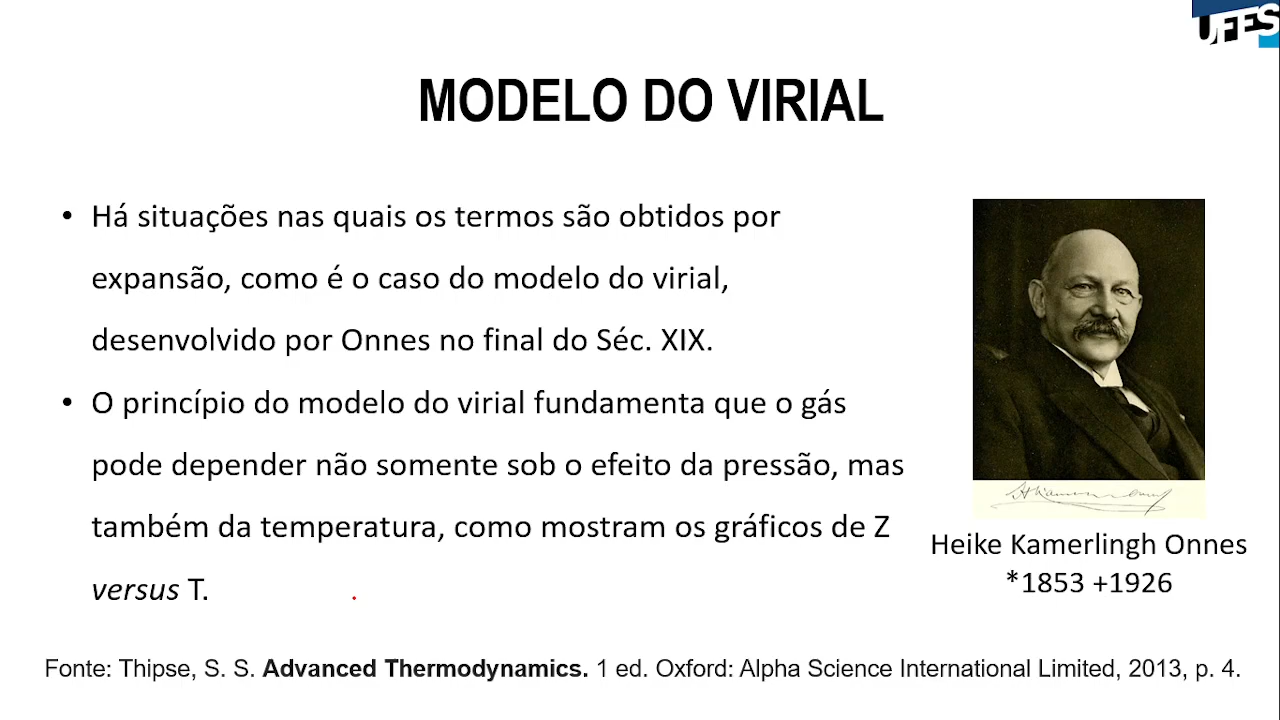 UFES
MODELO DO VIRIAL
• Há situações nas quais os termos são obtidos por
expansão, como é o caso do modelo do virial,
desenvolvido por Onnes no final do Séc. XIX.
• O princípio do modelo do virial fundamenta que o gás
pode depender não somente sob o efeito da pressão, mas
também da temperatura, como mostram os gráficos de Z
versus T.
Heike Kamerlingh Onnes
*1853 +1926
Fonte: Thipse, S. S. Advanced Thermodynamics. 1 ed. Oxford: Alpha Science International Limited, 2013, p. 4.